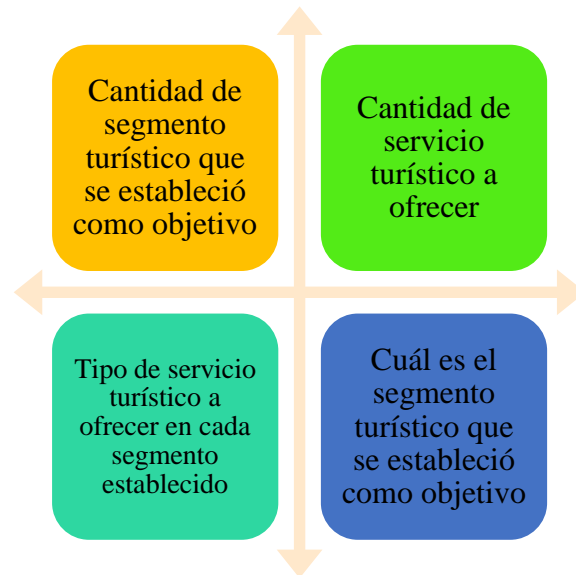 Cantidad de
segmento
turístico que
se estableció
como objetivo
Cantidad de
servicio
turístico a
ofrecer
Tipo de servicio
turístico a
ofrecer en cada
segmento
establecido
Cuál es el
segmento
turístico que
se estableció
como objetivo